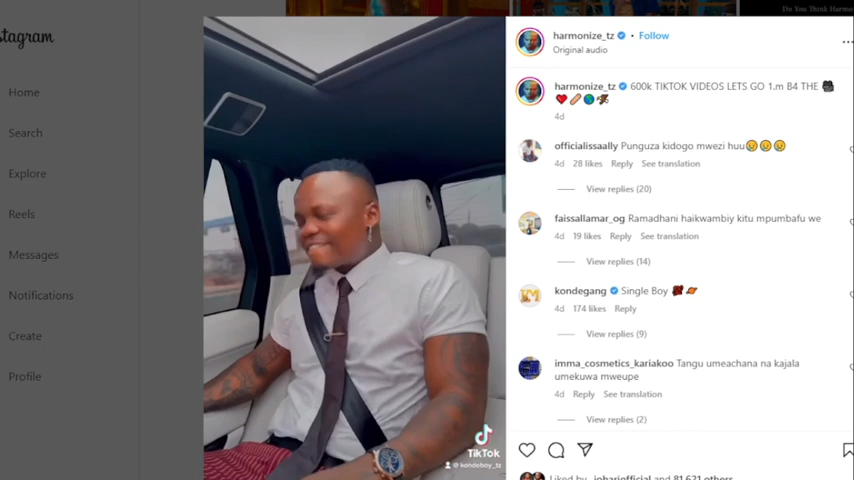 Do You Think Harmo
stagram
Home
Search
Explore
Reels
Messages
Notifications
Create
Profile
TikTok
@ kondeboy_tz
harmonize_tz • Follow
Original audio
harmonize_tz 600k TIKTOK VIDEOS LETS GO 1.m B4 THE
4d
officialissaally Punguza kidogo mwezi huu
4d 28 likes Reply See translation
View replies (20)
faissallamar_og Ramadhani haikwambiy kitu mpumbafu we
4d 19 likes Reply See translation
View replies (14)
kondegang Single Boy
4d 174 likes Reply
View replies (9)
imma_cosmetics_kariakoo Tangu umeachana na kajala
umekuwa mweupe
4d Reply See translation
View replies (2)
Liked by johariofficial and 81,621 others